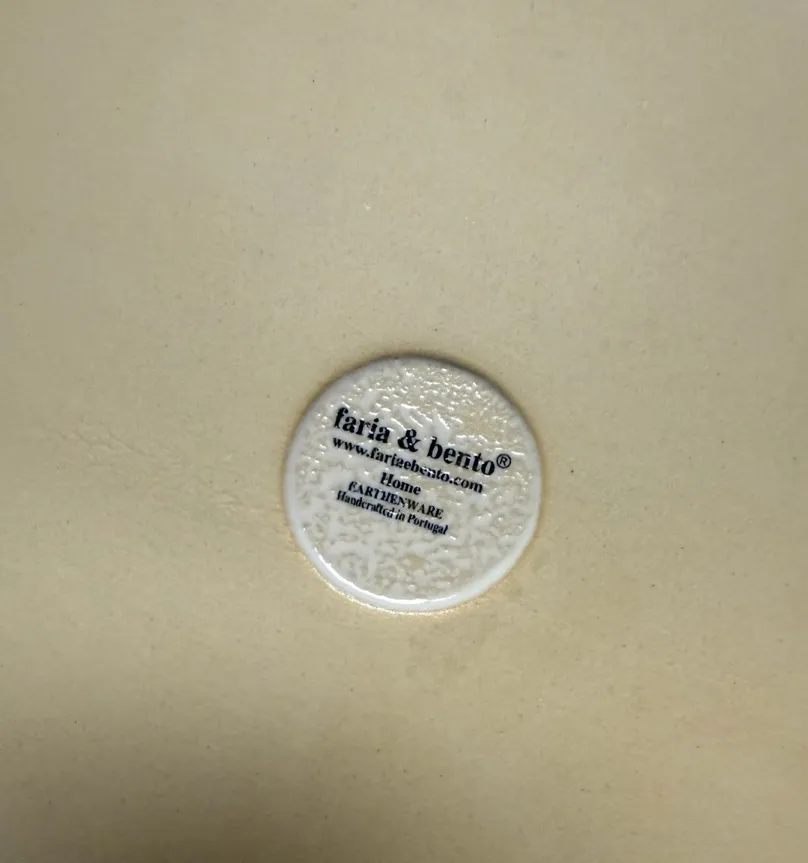 faria & bento®
www.fariaebento.com
Home
EARTHENWARE
Handcrafted in Portugal